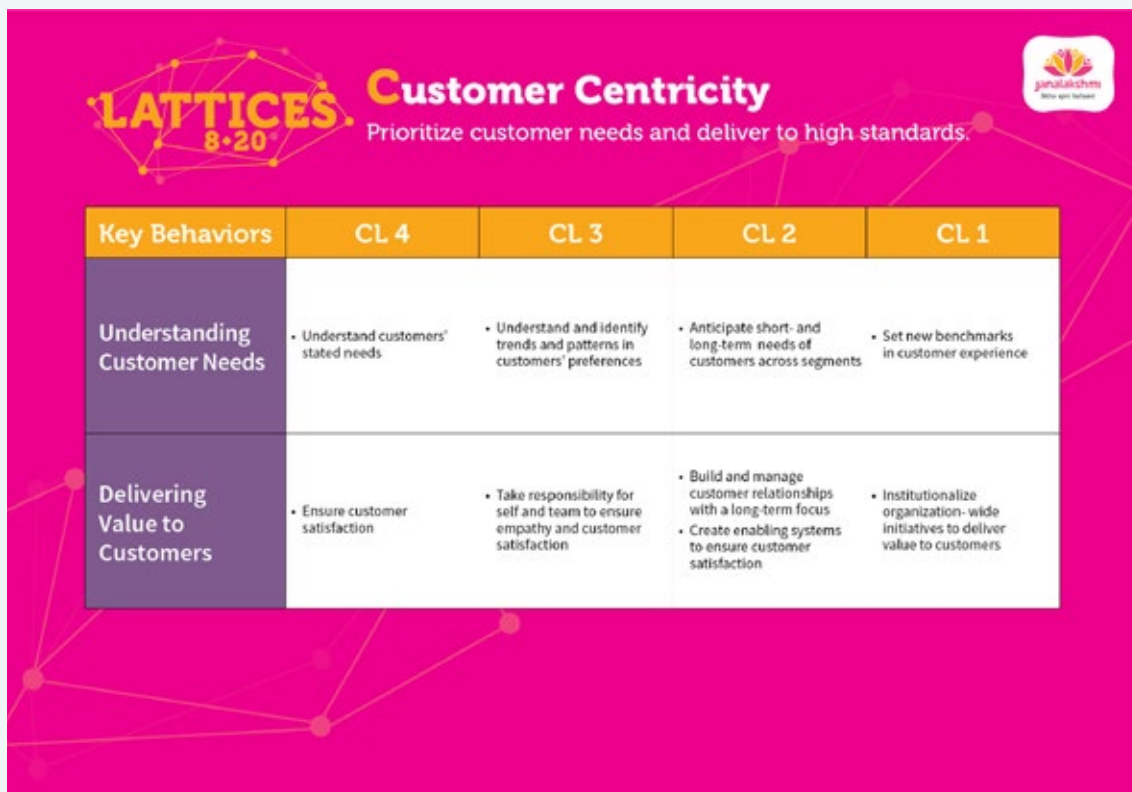 LATTICES
8•20
Customer Centricity
Prioritize customer needs and deliver to high standards.
janalakshmi
Key Behaviors CL 4 CL 3 CL 2 CL 1
Understanding
Customer Needs
• Understand customers'
stated needs
• Understand and identify
trends and patterns in
customers' preferences
• Anticipate short- and
long-term needs of
customers across segments
• Set new benchmarks
in customer experience
Delivering
Value to
Customers
• Ensure customer
satisfaction
• Take responsibility for
self and team to ensure
empathy and customer
satisfaction
• Build and manage
customer relationships
with a long-term focus
• Create enabling systems
to ensure customer
satisfaction
• Institutionalize
organization- wide
initiatives to deliver
value to customers